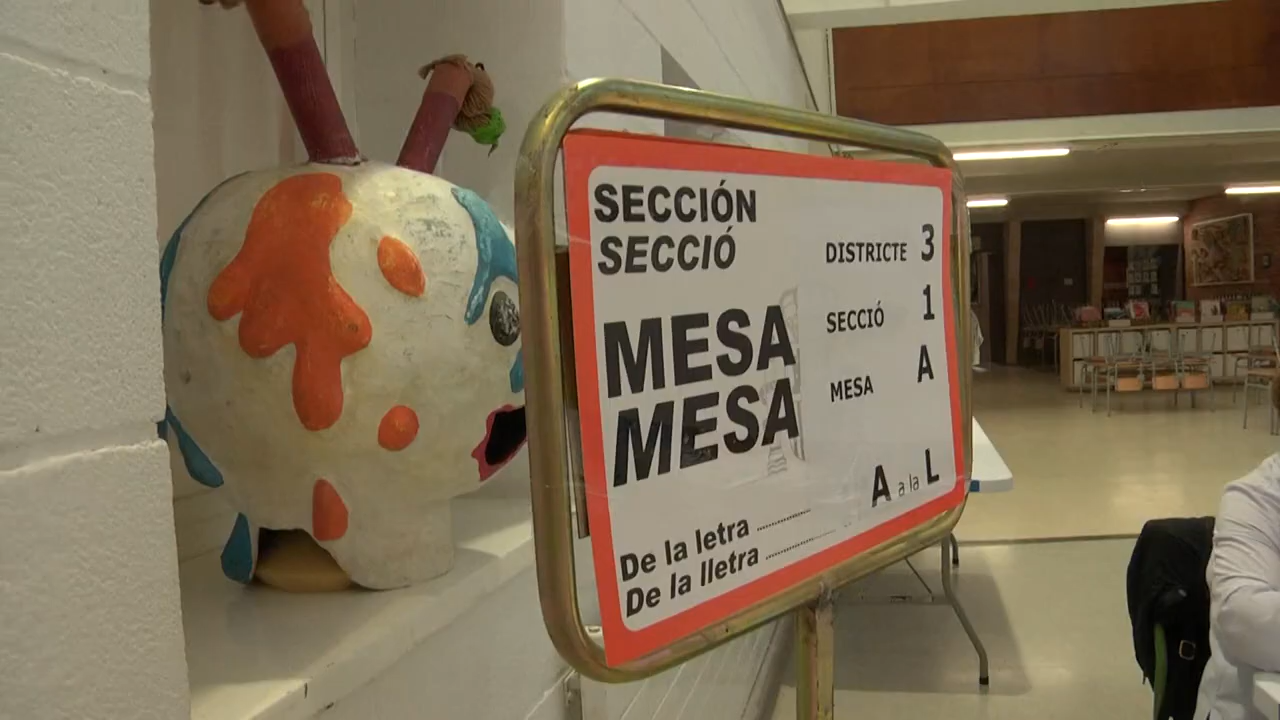 SECCIÓN
SECCIÓ
MESA
MESA
De la letra ............
De la lletra ...............
DISTRICTE 3
SECCIÓ 1
MESA A
A a la L